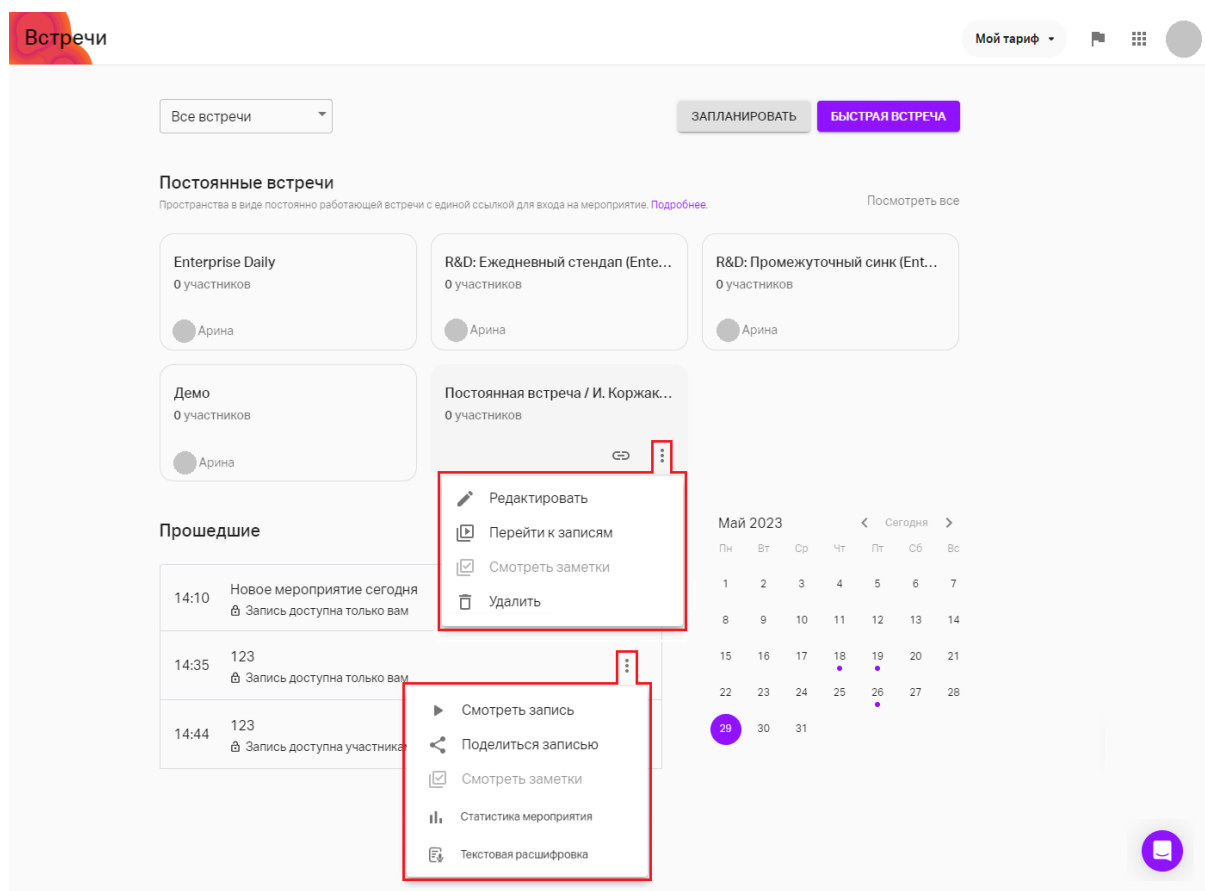 Встречи
Мой тариф
Все встречи
ЗАПЛАНИРОВАТЬ
БЫСТРАЯ ВСТРЕЧА
Постоянные встречи
Пространства в виде постоянно работающей встречи с единой ссылкой для входа на мероприятие. Подробнее.
Посмотреть все
Enterprise Daily
0 участников
Арина
R&D: Ежедневный стендап (Ente...
0 участников
Арина
R&D: Промежуточный синк (Ent...
0 участников
Арина
Демо
0 участников
Арина
Постоянная встреча / И. Коржак...
0 участников
Редактировать
Перейти к записям
Смотреть заметки
Удалить
Прошедшие
14:10 Новое мероприятие сегодня
Запись доступна только вам
14:35 123
Запись доступна только вам
14:44 123
Запись доступна участника
Смотреть запись
Поделиться записью
Смотреть заметки
Статистика мероприятия
Текстовая расшифровка
Май 2023 Сегодня
Пн Вт Ср Чт Пт Сб Вс
1 2 3 4 5 6 7
8 9 10 11 12 13 14
15 16 17 18 19 20 21
22 23 24 25 26 27 28
29 30 31